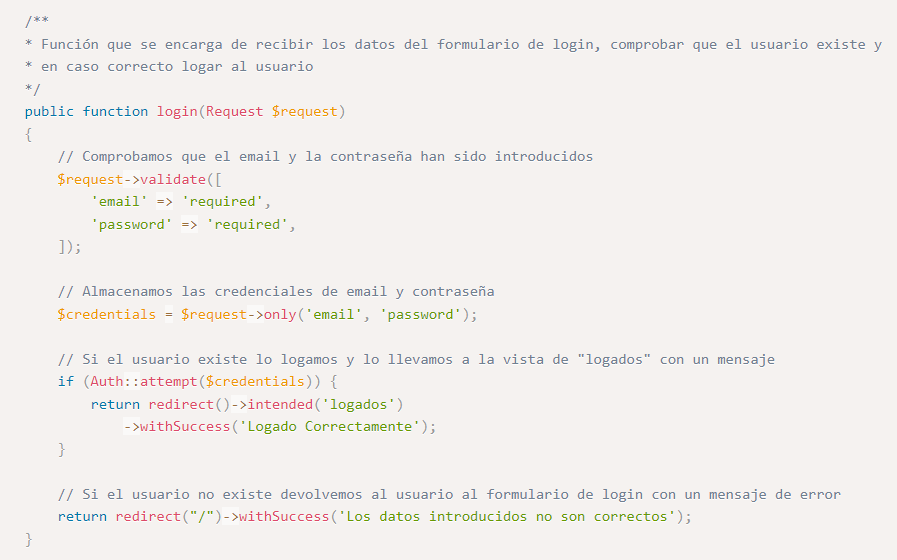 /**
* Función que se encarga de recibir los datos del formulario de login, comprobar que el usuario existe y
* en caso correcto logar al usuario
*/
public function login(Request $request)
{
    // Comprobamos que el email y la contraseña han sido introducidos
    $request->validate([
        'email' => 'required',
        'password' => 'required',
    ]);

    // Almacenamos las credenciales de email y contraseña
    $credentials = $request->only('email', 'password');

    // Si el usuario existe lo logamos y lo llevamos a la vista de "logados" con un mensaje
    if (Auth::attempt($credentials)) {
        return redirect()->intended('logados')
            ->withSuccess('Logado Correctamente');
    }

    // Si el usuario no existe devolvemos al usuario al formulario de login con un mensaje de error
    return redirect("/")->withSuccess('Los datos introducidos no son correctos');
}